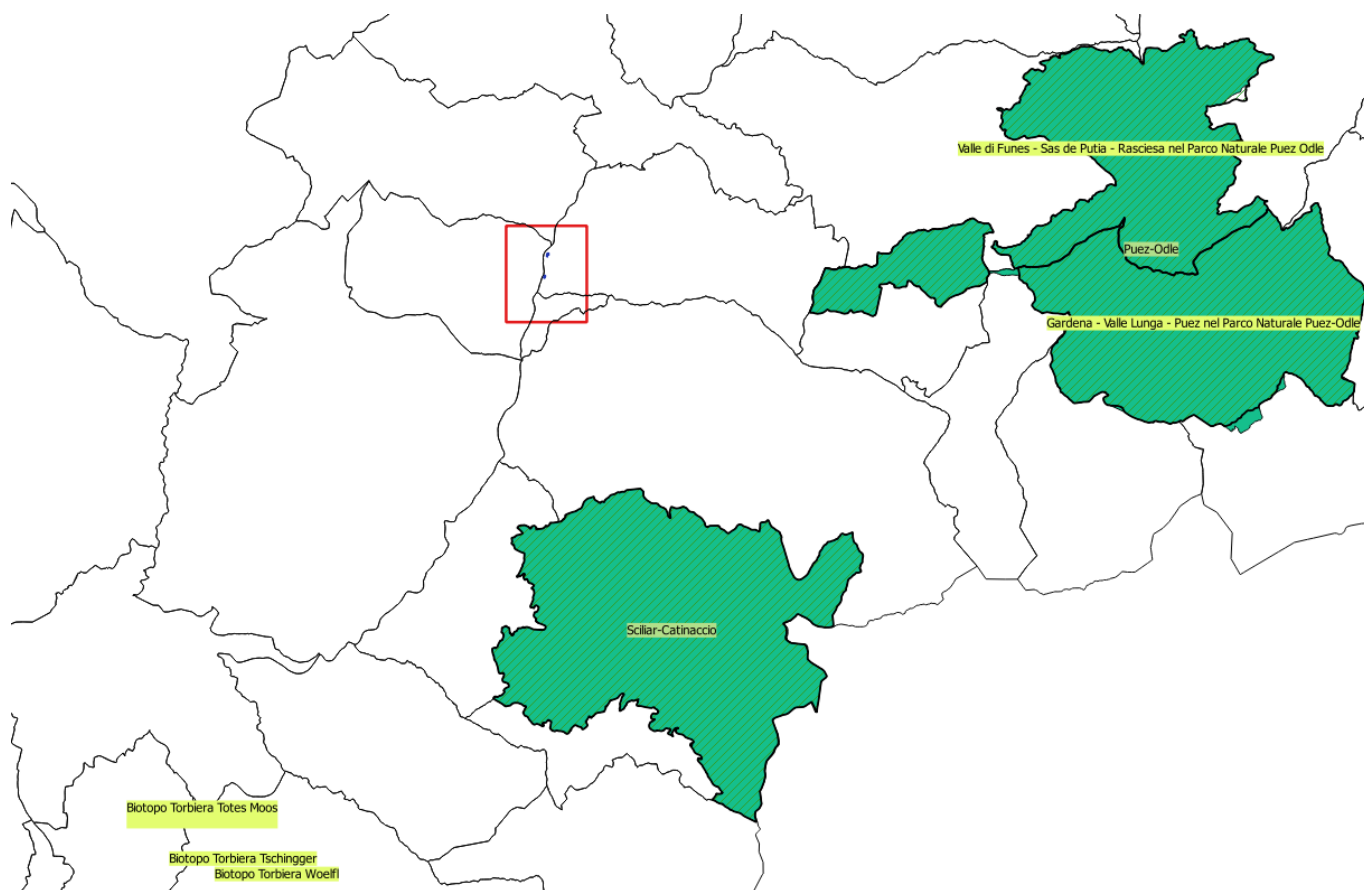 Valle di Funes - Sas de Putia - Rasciesa nel Parco Naturale Puez Odle
Puez-Odle
Gardena - Valle Lunga - Puez nel Parco Naturale Puez-Odle
Sciliar-Catinaccio
Biotopo Torbiera Totes Moos
Biotopo Torbiera Tschingger
Biotopo Torbiera Woelfl